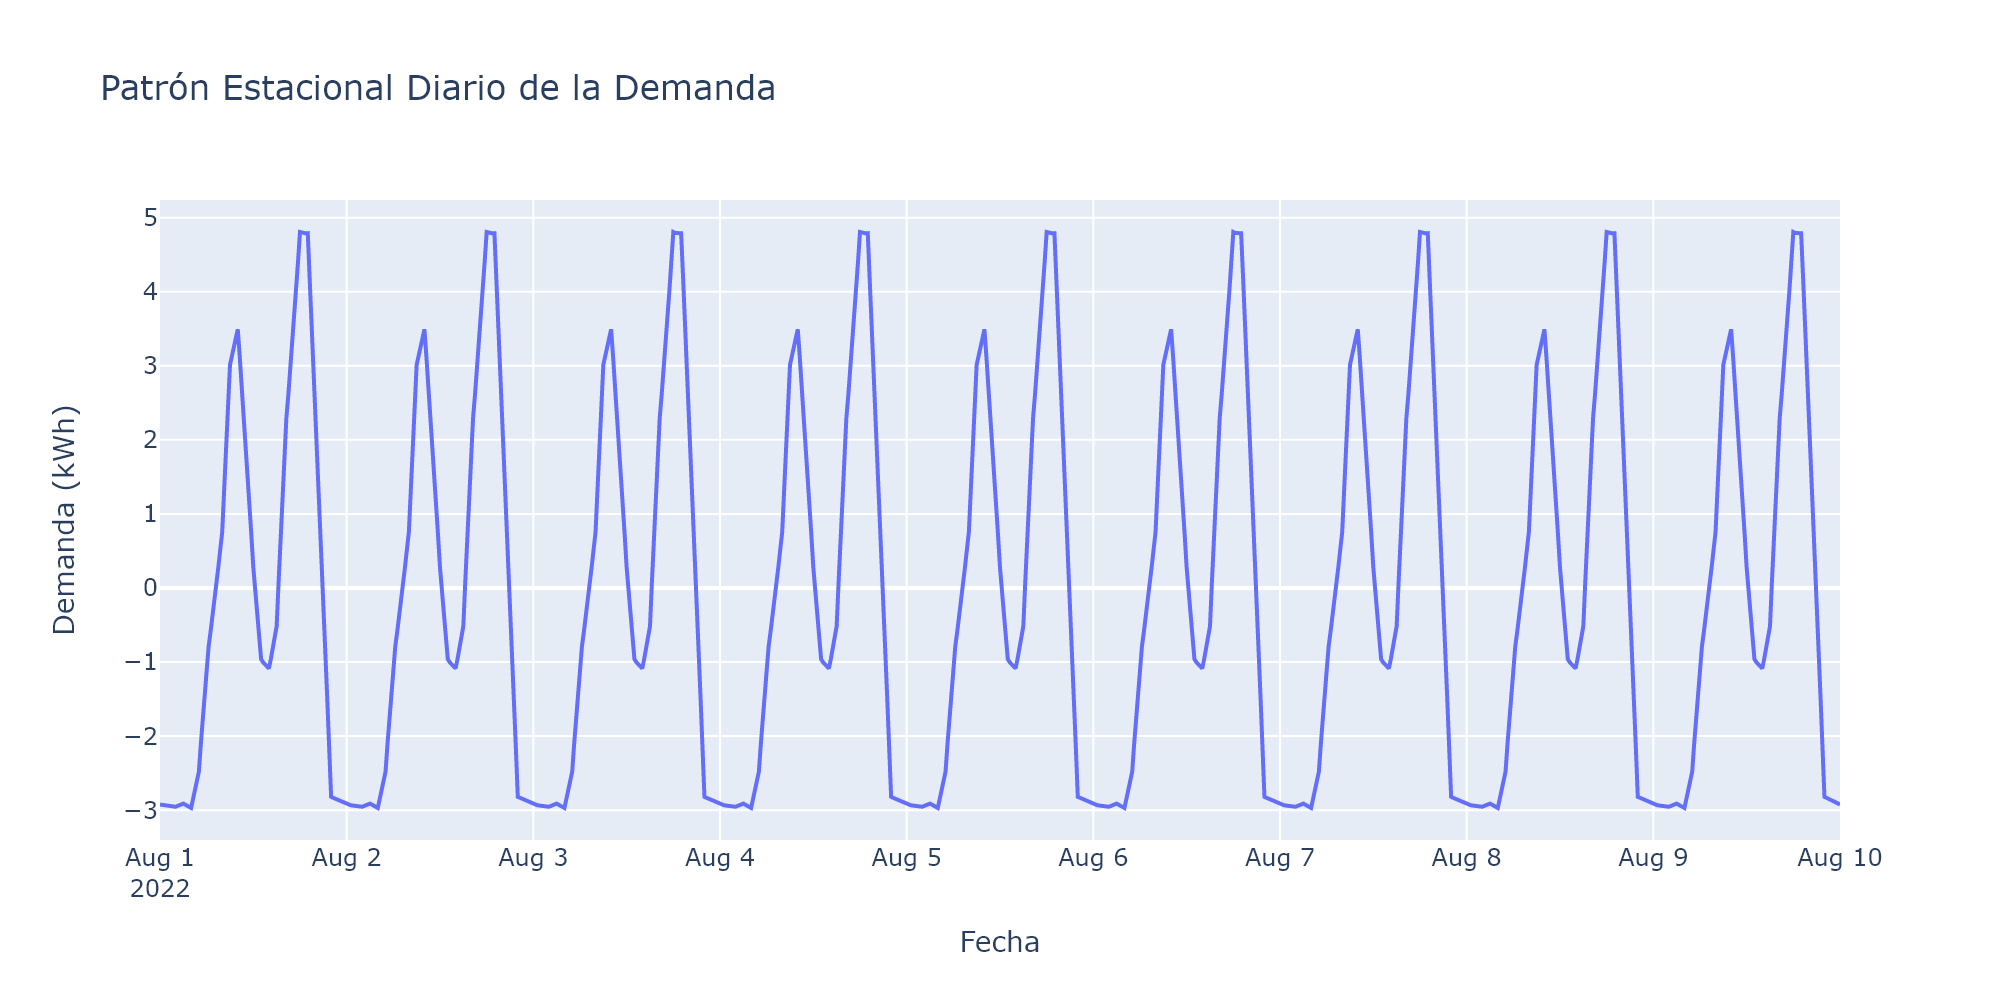 Patrón Estacional Diario de la Demanda
5
4
3
2
1
0
−1
−2
−3
Demanda (kWh)
Aug 1
2022
Aug 2
Aug 3
Aug 4
Aug 5
Aug 6
Aug 7
Aug 8
Aug 9
Aug 10
Fecha